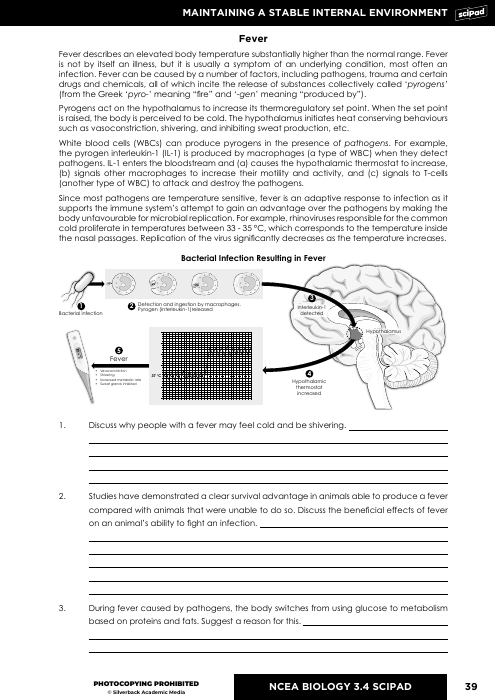 MAINTAINING A STABLE INTERNAL ENVIRONMENT
scipad
Fever
Fever describes an elevated body temperature substantially higher than the normal range. Fever
is not by itself an illness, but it is usually a symptom of an underlying condition, most often an
infection. Fever can be caused by a number of factors, including pathogens, trauma and certain
drugs and chemicals, all of which incite the release of substances collectively called 'pyrogens'
(from the Greek 'pyro-' meaning "fire" and '-gen' meaning "produced by").
Pyrogens act on the hypothalamus to increase its thermoregulatory set point. When the set point
is raised, the body is perceived to be cold. The hypothalamus initiates heat conserving behaviours
such as vasoconstriction, shivering, and inhibiting sweat production, etc.
White blood cells (WBCs) can produce pyrogens in the presence of pathogens. For example,
the pyrogen interleukin-1 (IL-1) is produced by macrophages (a type of WBC) when they detect
pathogens. IL-1 enters the bloodstream and (a) causes the hypothalamic thermostat to increase,
(b) signals other macrophages to increase their motility and activity, and (c) signals to T-cells
(another type of WBC) to attack and destroy the pathogens.
Since most pathogens are temperature sensitive, fever is an adaptive response to infection as it
supports the immune system's attempt to gain an advantage over the pathogens by making the
body unfavourable for microbial replication. For example, rhinoviruses responsible for the common
cold proliferate in temperatures between 33 - 35 °C, which corresponds to the temperature inside
the nasal passages. Replication of the virus significantly decreases as the temperature increases.
Bacterial Infection Resulting in Fever
1
Bacterial infection
2 Detection and ingestion by macrophages.
Pyrogen (interleukin-1) released
3
Interleukin-1
detected
Hypothalamus
4
Hypothalamic
thermostat
increased
5
Fever
• Vasoconstriction
• Shivering
• Increased metabolic rate
• Sweat glands inhibited
37 °C
1. Discuss why people with a fever may feel cold and be shivering.
2. Studies have demonstrated a clear survival advantage in animals able to produce a fever
compared with animals that were unable to do so. Discuss the beneficial effects of fever
on an animal's ability to fight an infection.
3. During fever caused by pathogens, the body switches from using glucose to metabolism
based on proteins and fats. Suggest a reason for this.
PHOTOCOPYING PROHIBITED
© Silverback Academic Media
NCEA BIOLOGY 3.4 SCIPAD
39